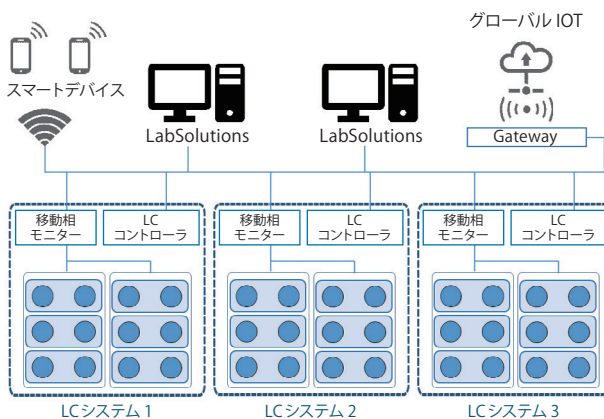 グローバル IOT
スマートデバイス
LabSolutions
LabSolutions
Gateway
移動相
モニター
LC
コントローラ
移動相
モニター
LC
コントローラ
移動相
モニター
LC
コントローラ
LCシステム 1
LCシステム 2
LCシステム 3